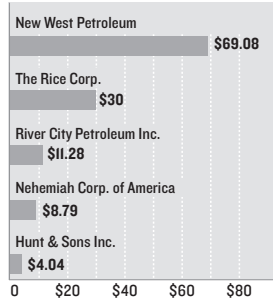 New West Petroleum
$69.08
The Rice Corp.
$30
River City Petroleum Inc.
$11.28
Nehemiah Corp. of America
$8.79
Hunt & Sons Inc.
$4.04
0 $20 $40 $60 $80